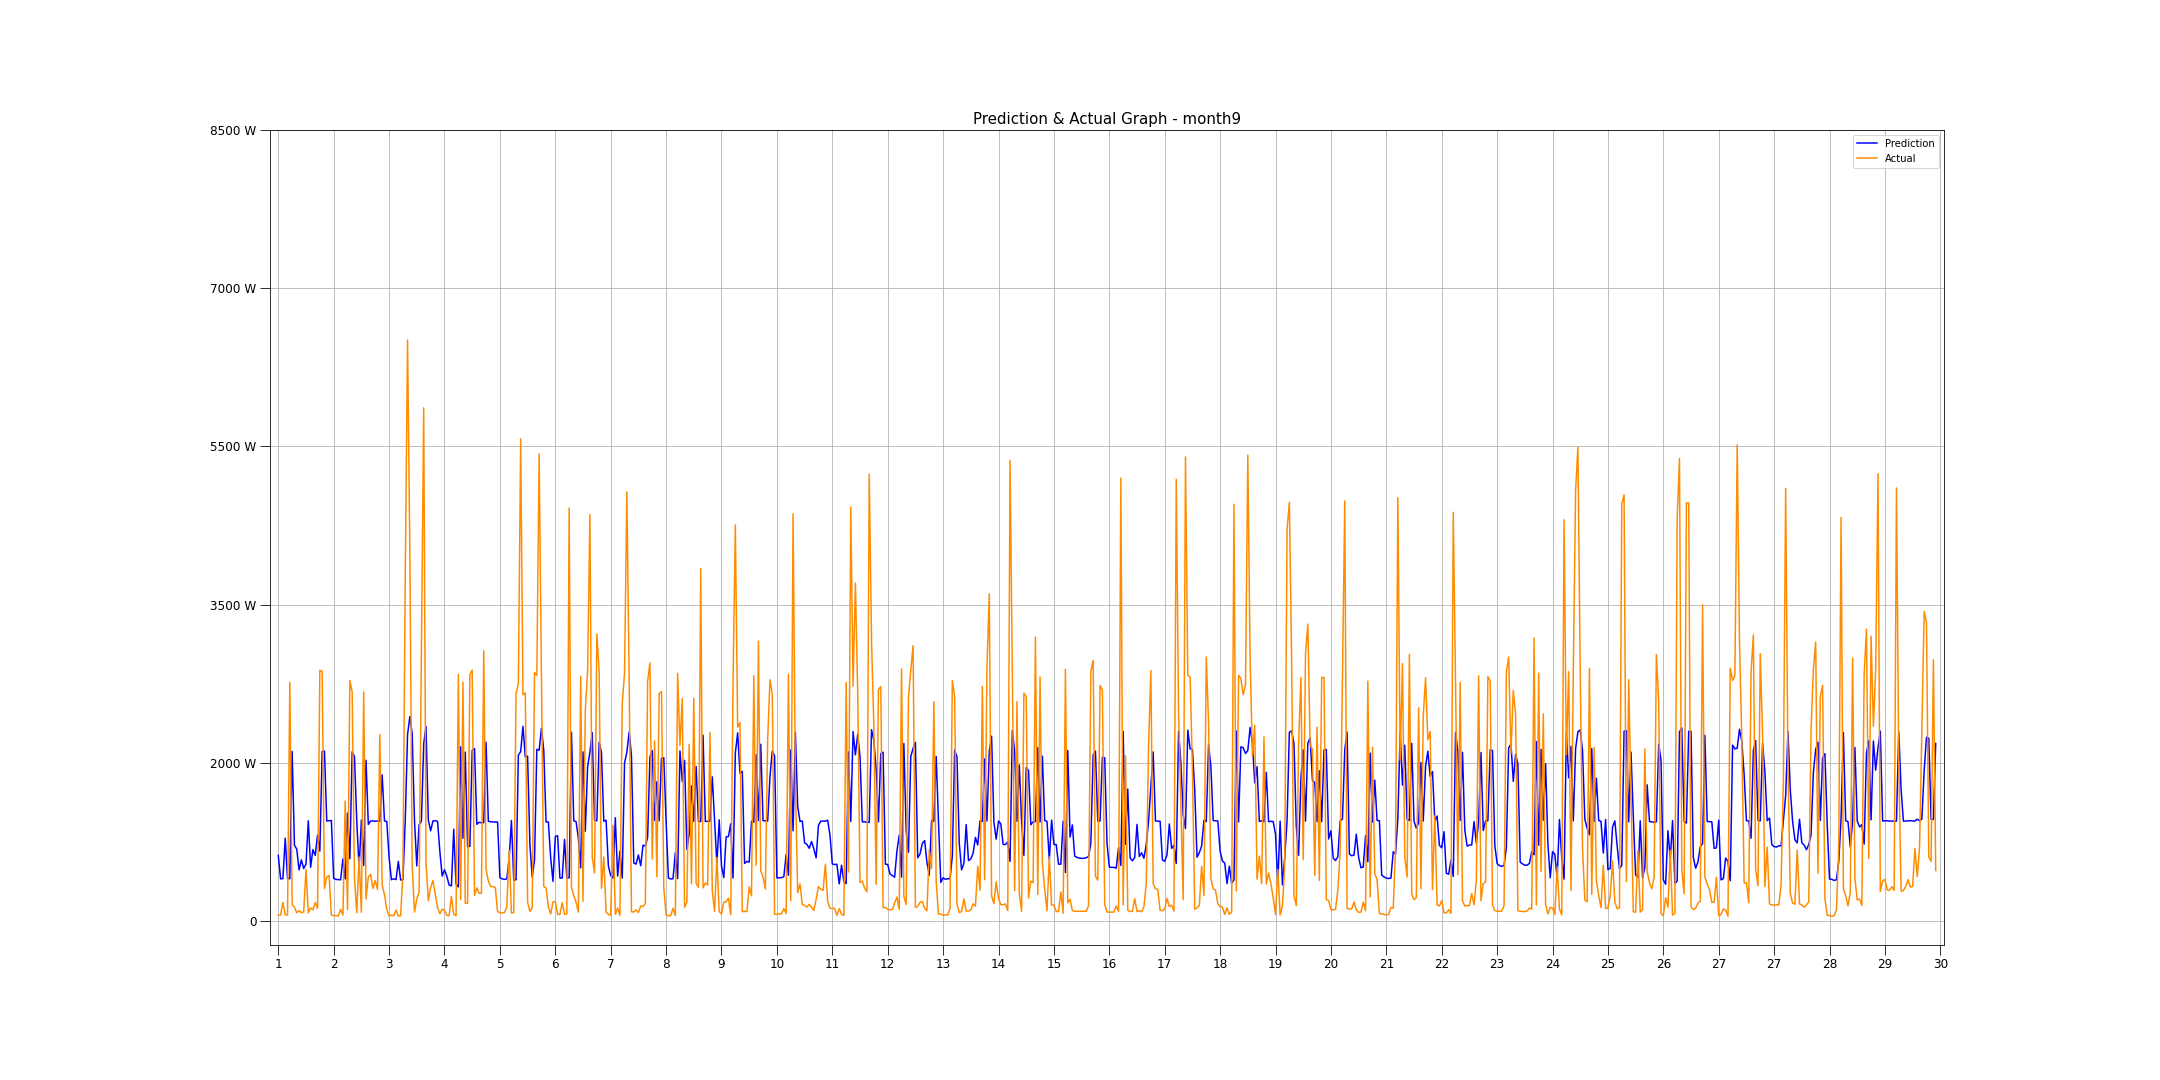 Prediction & Actual Graph - month9
8500 W
7000 W
5500 W
3500 W
2000 W
0
Prediction
Actual
1 2 3 4 5 6 7 8 9 10 11 12 13 14 15 16 17 18 19 20 21 22 23 24 25 26 27 27 28 29 30